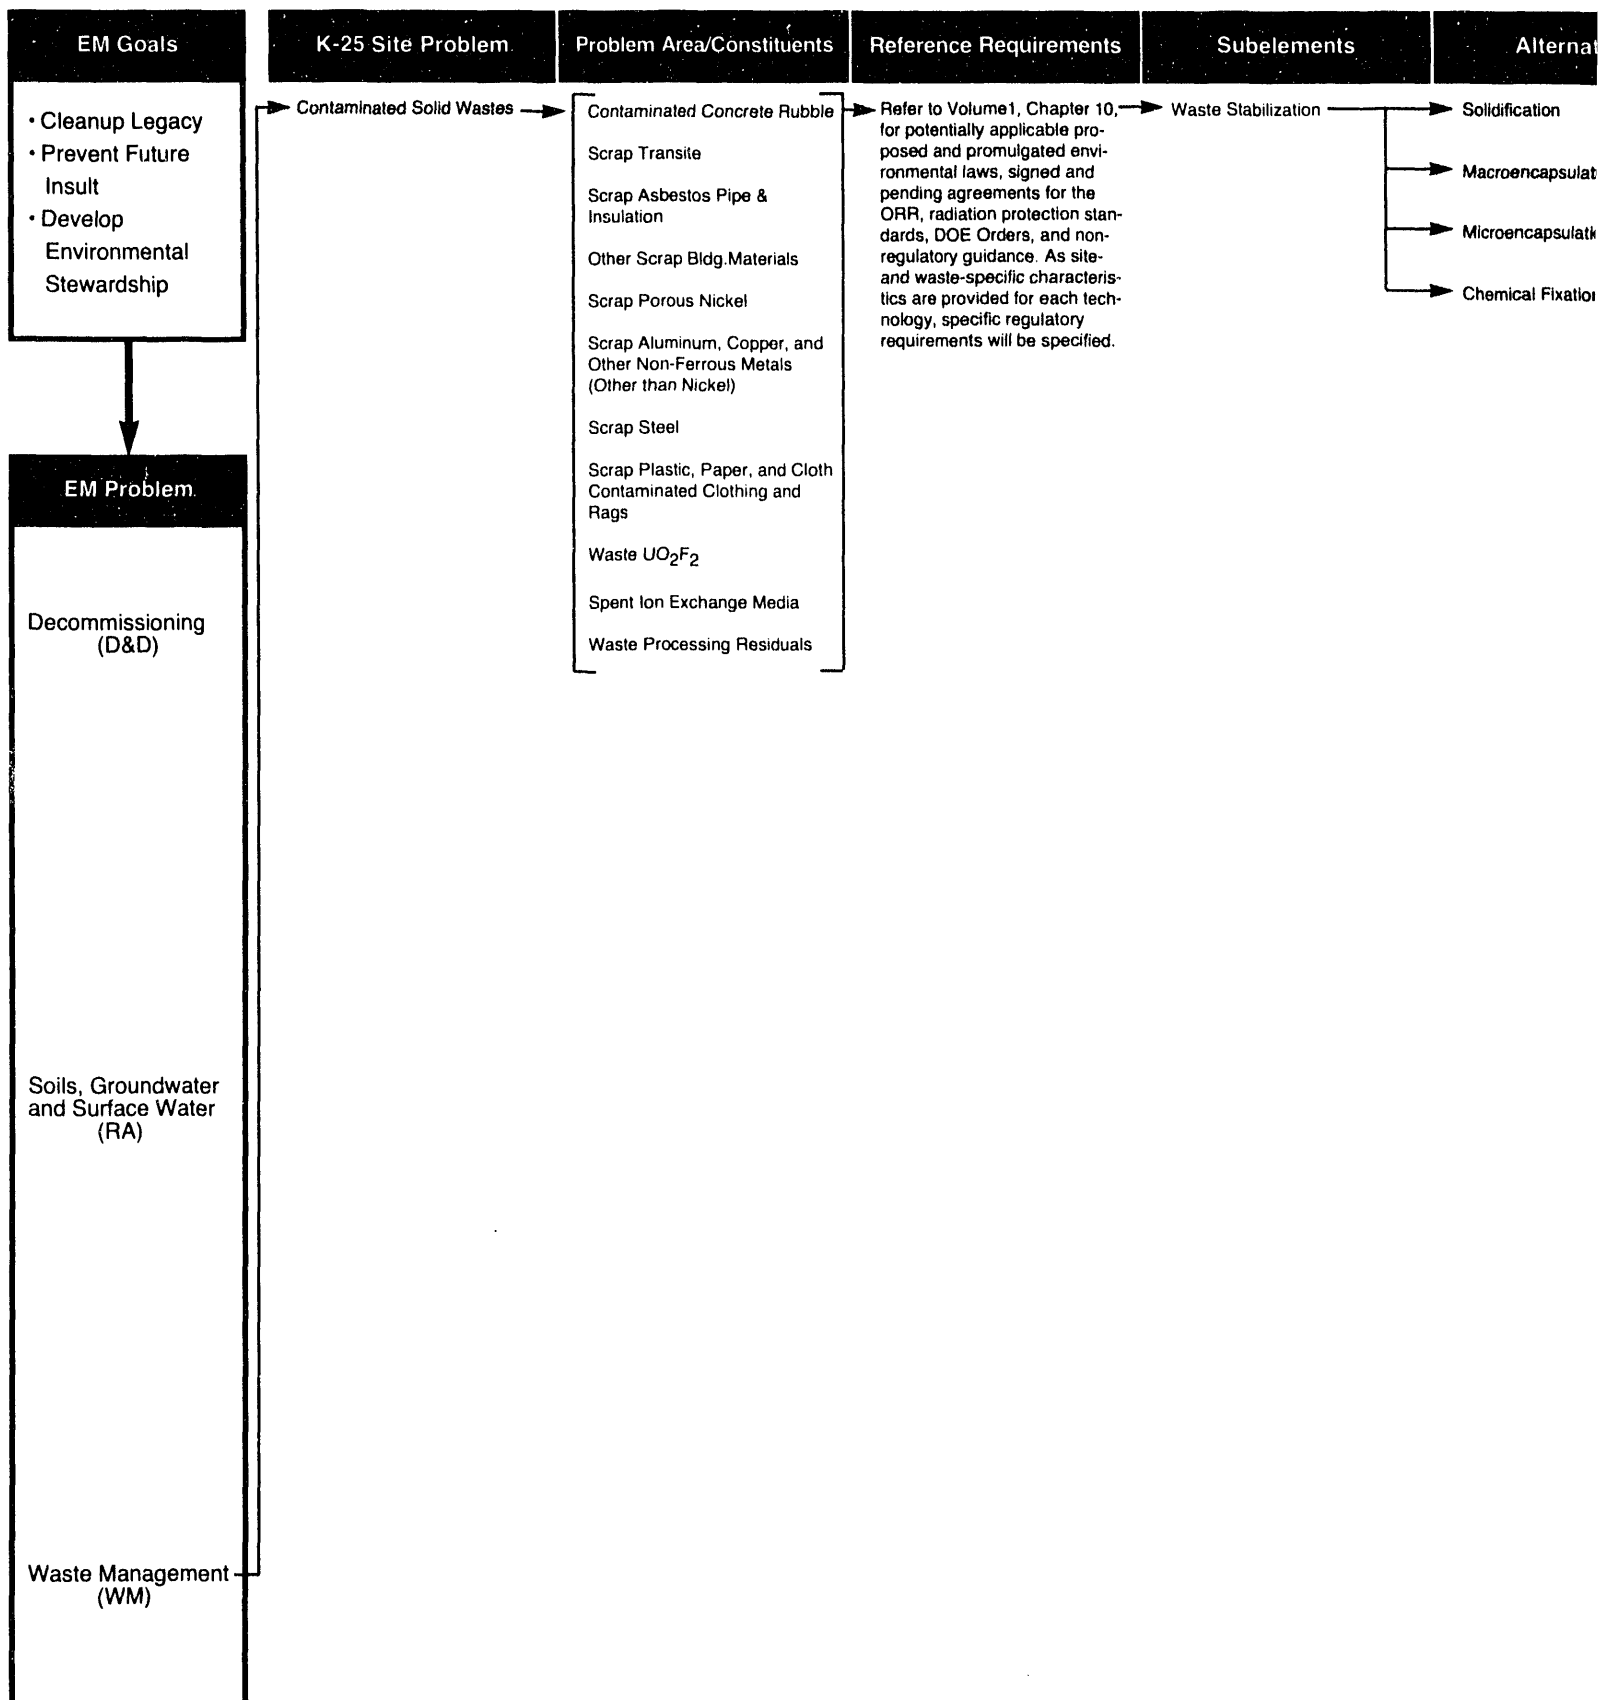 EM Goals
• Cleanup Legacy
• Prevent Future
Insult
• Develop
Environmental
Stewardship
EM Problem
Decommissioning
(D&D)
Soils, Groundwater
and Surface Water
(RA)
Waste Management
(WM)
K-25 Site Problem
Contaminated Solid Wastes
Problem Area/Constituents
Contaminated Concrete Rubble
Scrap Transite
Scrap Asbestos Pipe &
Insulation
Other Scrap Bldg.Materials
Scrap Porous Nickel
Scrap Aluminum, Copper, and
Other Non-Ferrous Metals
(Other than Nickel)
Scrap Steel
Scrap Plastic, Paper, and Cloth
Contaminated Clothing and
Rags
Waste UO2F2
Spent Ion Exchange Media
Waste Processing Residuals
Reference Requirements
Refer to Volume1, Chapter 10,
for potentially applicable pro-
posed and promulgated envi-
ronmental laws, signed and
pending agreements for the
ORR, radiation protection stan-
dards, DOE Orders, and non-
regulatory guidance. As site-
and waste-specific characteris-
tics are provided for each tech-
nology, specific regulatory
requirements will be specified.
Subelements
Waste Stabilization
Alternat
Solidification
Macroencapsulat
Microencapsulati
Chemical Fixatio